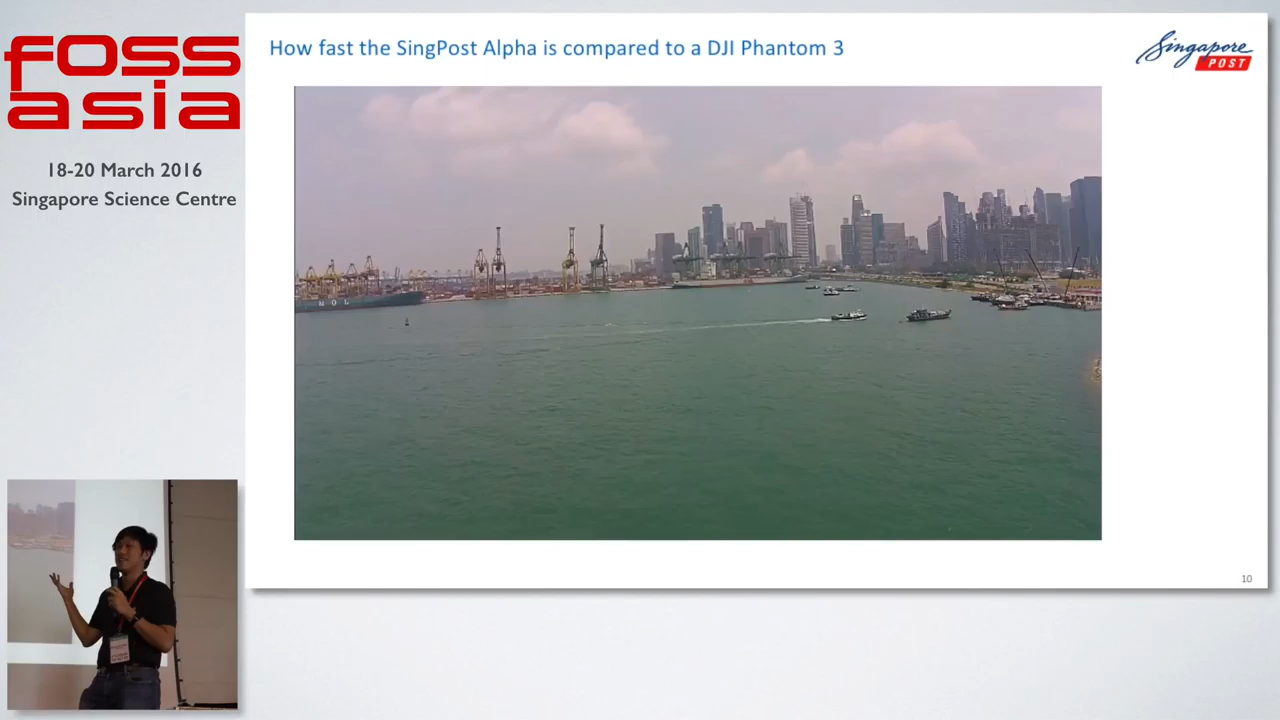 FOSS
asia
18-20 March 2016
Singapore Science Centre
How fast the SingPost Alpha is compared to a DJI Phantom 3
Singapore
POST
MOL
10